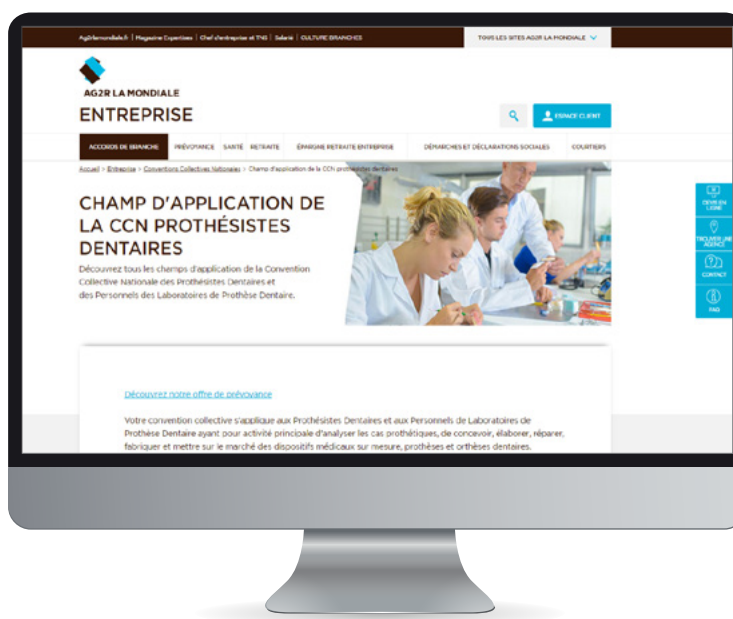 Ag2rlamondiale.fr | Magazine Expertises | Chef d'entreprise et TNS | Salarié | CULTURE BRANCHES
TOUS LES SITES AG2R LA MONDIALE
AG2R LA MONDIALE
ENTREPRISE
ESPACE CLIENT
ACCORDS DE BRANCHE PRÉVOYANCE SANTÉ RETRAITE ÉPARGNE RETRAITE ENTREPRISE DÉMARCHES ET DÉCLARATIONS SOCIALES COURTIERS
Accueil > Entreprise > Conventions Collectives Nationales > Champ d'application de la CCN prothésistes dentaires
CHAMP D'APPLICATION DE
LA CCN PROTHÉSISTES
DENTAIRES
Découvrez tous les champs d'application de la Convention
Collective Nationale des Prothésistes Dentaires et
des Personnels des Laboratoires de Prothèse Dentaire.
DEVIS EN
LIGNE
TROUVER UNE
AGENCE
CONTACT
FAQ
Découvrez notre offre de prévoyance
Votre convention collective s'applique aux Prothésistes Dentaires et aux Personnels de Laboratoires de
Prothèse Dentaire ayant pour activité principale d'analyser les cas prothétiques, de concevoir, élaborer, réparer,
fabriquer et mettre sur le marché des dispositifs médicaux sur mesure, prothèses et orthèses dentaires.